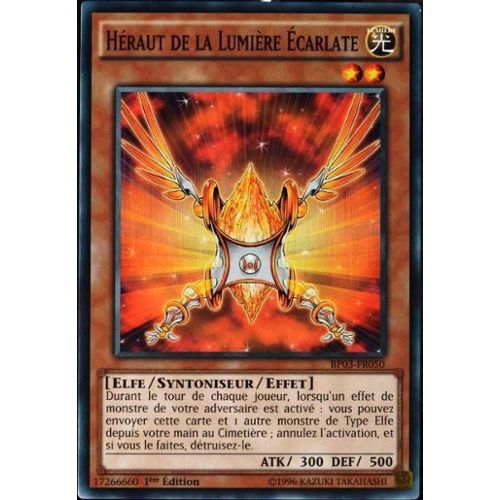 Héraut de la Lumière Écarlate
LUMIÈRE
光
BP03-FR050
[Elfe/Syntoniseur/Effet]
Durant le tour de chaque joueur, lorsqu'un effet de
monstre de votre adversaire est activé : vous pouvez
envoyer cette carte et 1 autre monstre de Type Elfe
depuis votre main au Cimetière ; annulez l'activation, et
si vous le faites, détruisez-le.
ATK/ 300 DEF/ 500
17266660 1ère Édition ©1996 KAZUKI TAKAHASHI